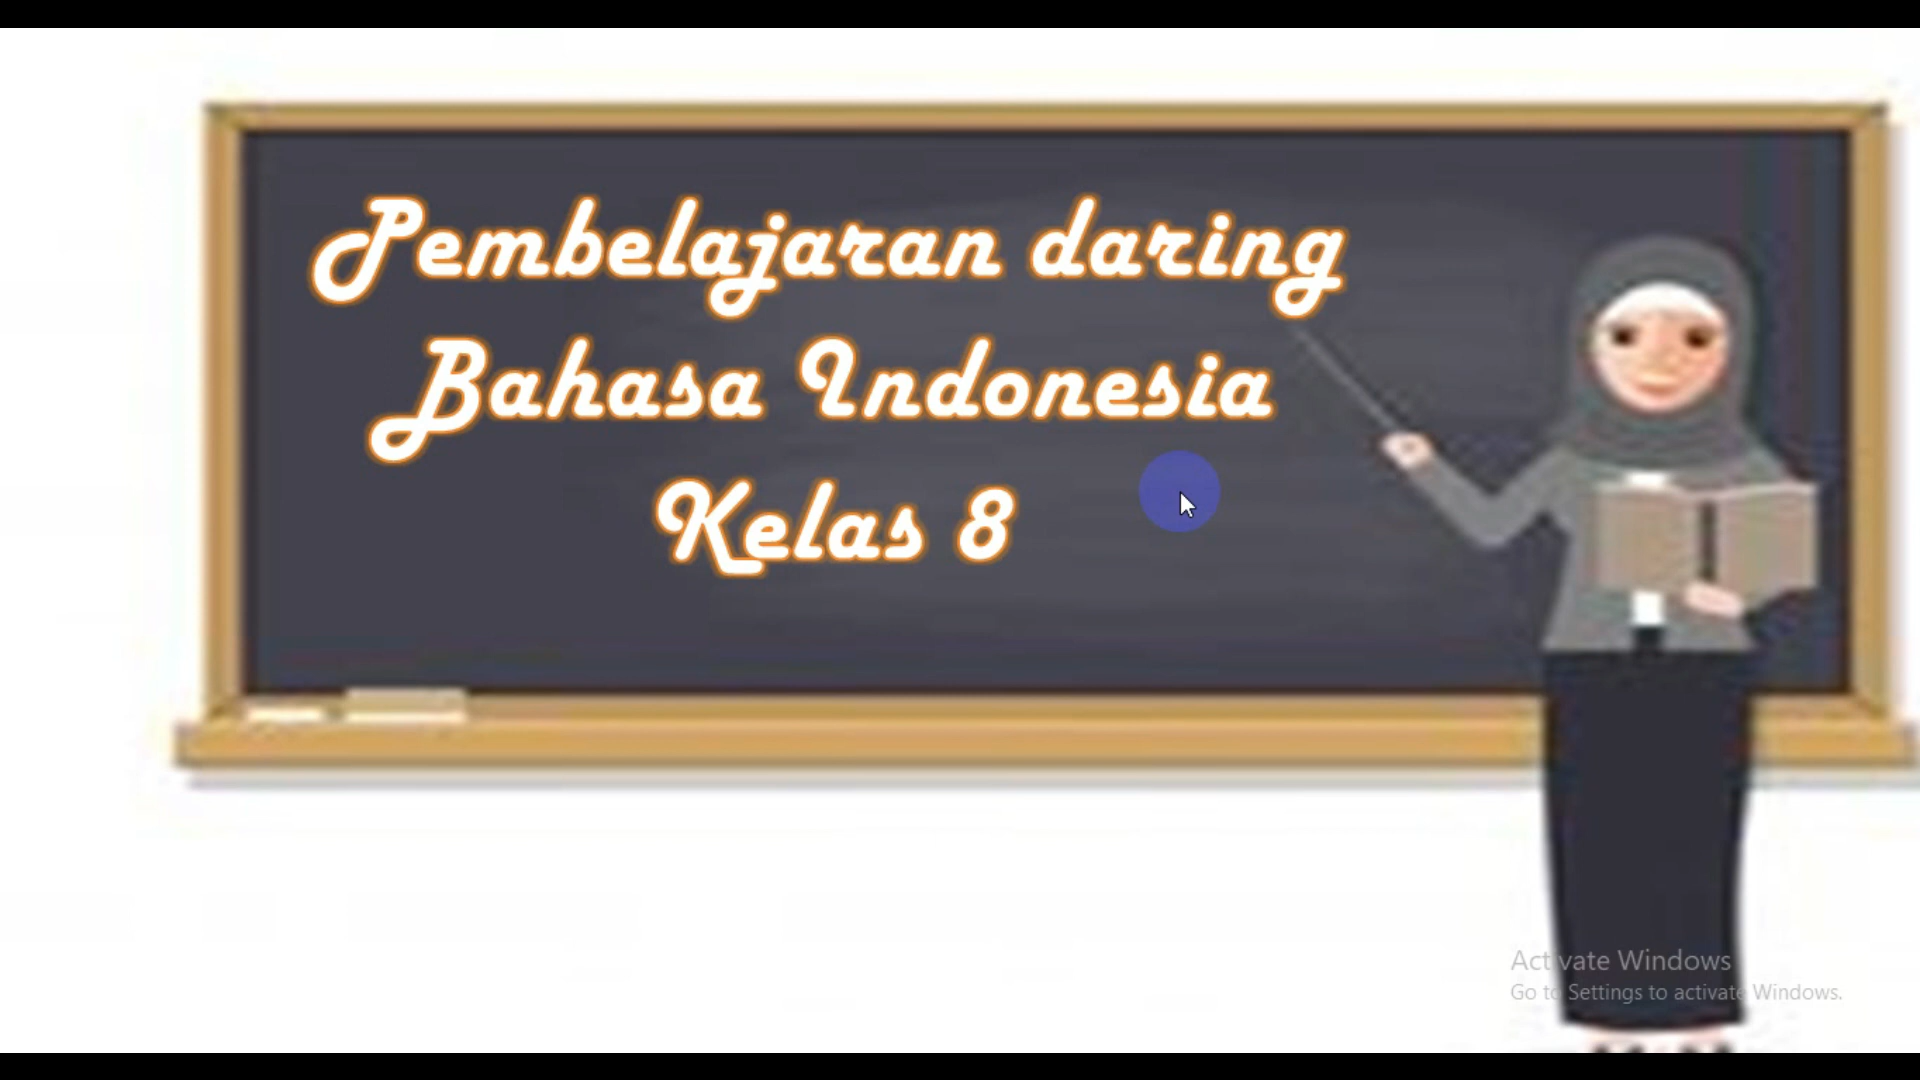 Pembelajaran daring
Bahasa Indonesia
Kelas 8
Activate Windows
Go to Settings to activate Windows.